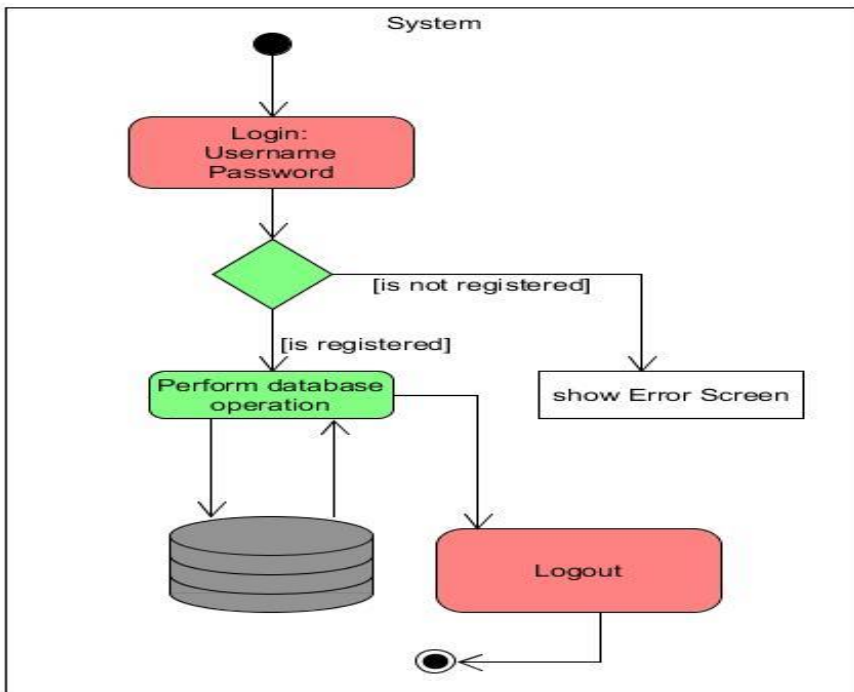 System
Login:
Username
Password
[is not registered]
[is registered]
Perform database
operation
show Error Screen
Logout